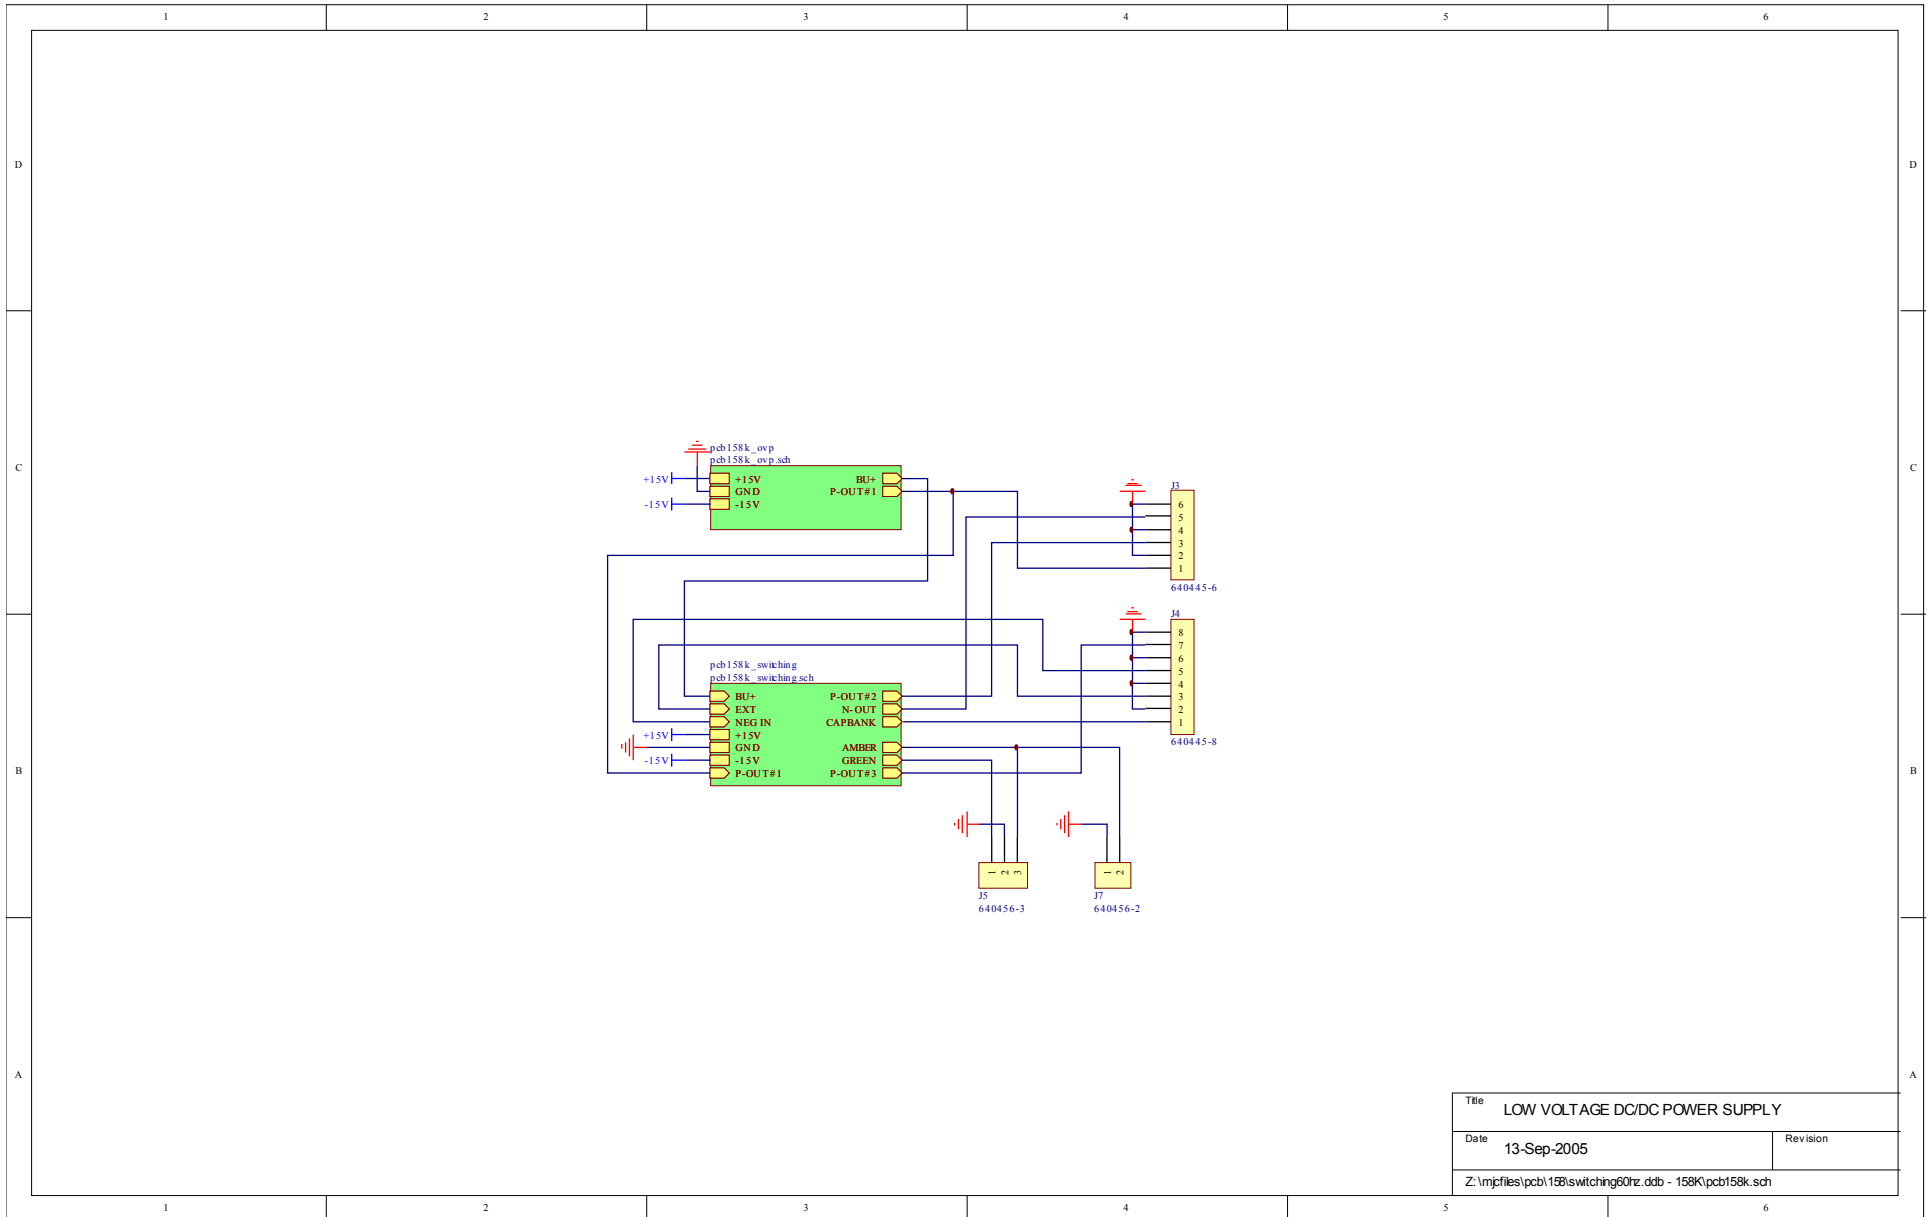 1 2 3 4 5 6
D D
C C
B B
A A
pcb158k_ovp
pcb158k_ovp.sch
+15V
-15V
+15V
GND
-15V
BU+
P-OUT#1
J3
6
5
4
3
2
1
640445-6
J4
8
7
6
5
4
3
2
1
640445-8
pcb158k_switching
pcb158k_switching.sch
+15V
-15V
BU+
EXT
NEG IN
+15V
GND
-15V
P-OUT#1
P-OUT#2
N-OUT
CAPBANK
AMBER
GREEN
P-OUT#3
1 2 3
J5
640456-3
1 2
J7
640456-2
Title
LOW VOLTAGE DC/DC POWER SUPPLY
Date
13-Sep-2005
Revision
Z:\mjcfiles\pcb\158\switching60hz.ddb - 158K\pcb158k.sch
1 2 3 4 5 6